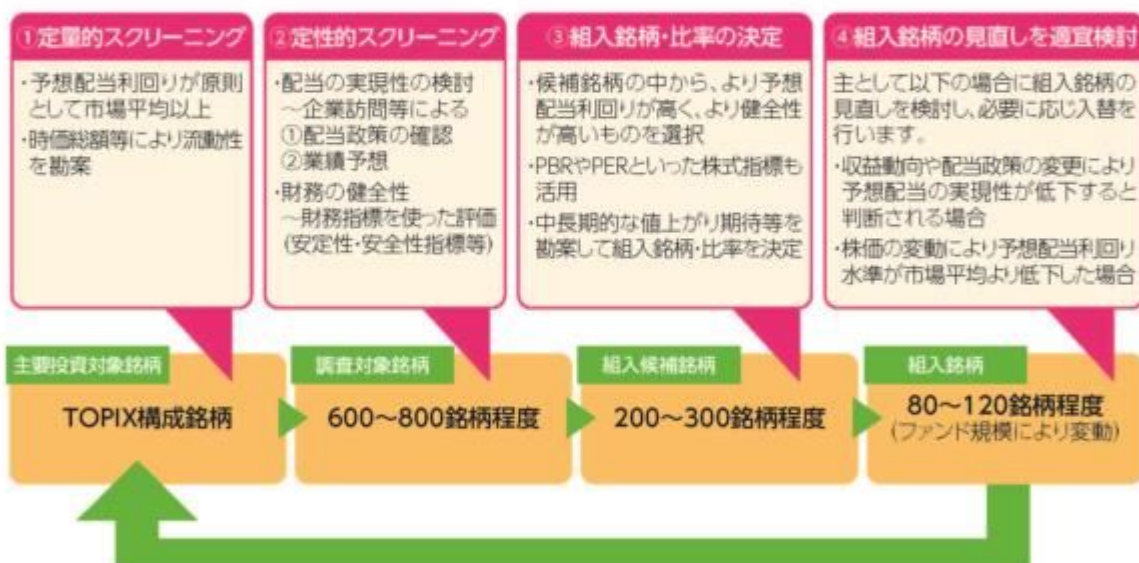 ①定量的スクリーニング
・予想配当利回りが原則
として市場平均以上
・時価総額等により流動性
を勘案
②定性的スクリーニング
・配当の実現性の検討
～企業訪問等による
①配当政策の確認
②業績予想
・財務の健全性
～財務指標を使った評価
(安定性・安全性指標等)
③組入銘柄・比率の決定
・候補銘柄の中から、より予想
配当利回りが高く、より健全性
が高いものを選択
・PBRやPERといった株式指標も
活用
・中長期的な値上がり期待等を
勘案して組入銘柄・比率を決定
④組入銘柄の見直しを適宜検討
主として以下の場合に組入銘柄の
見直しを検討し、必要に応じ入替を
行います。
・収益動向や配当政策の変更により
予想配当の実現性が低下すると
判断される場合
・株価の変動により予想配当利回り
水準が市場平均より低下した場合
主要投資対象銘柄
TOPIX構成銘柄
調査対象銘柄
600～800銘柄程度
組入候補銘柄
200～300銘柄程度
組入銘柄
80～120銘柄程度
(ファンド規模により変動)